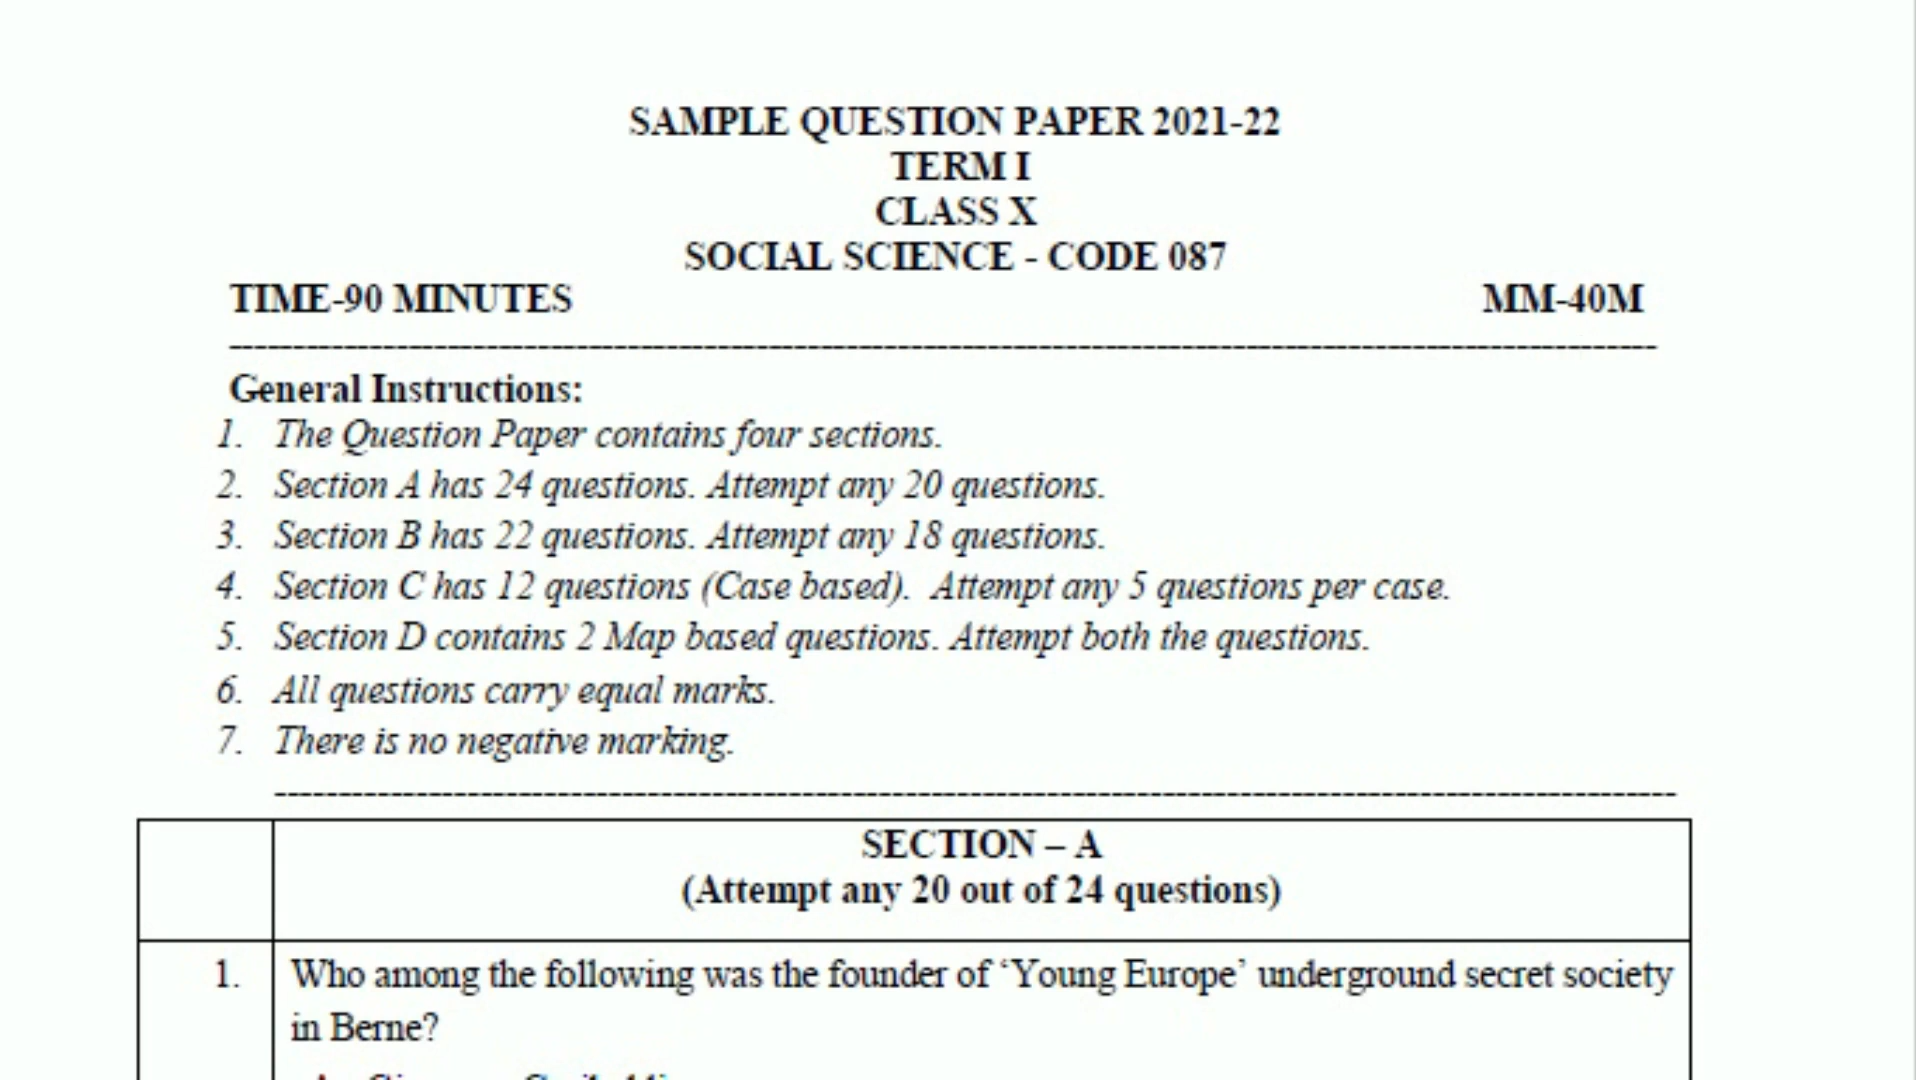 SAMPLE QUESTION PAPER 2021-22
TERM I
CLASS X
SOCIAL SCIENCE - CODE 087
TIME-90 MINUTES MM-40M
General Instructions:
1. The Question Paper contains four sections.
2. Section A has 24 questions. Attempt any 20 questions.
3. Section B has 22 questions. Attempt any 18 questions.
4. Section C has 12 questions (Case based). Attempt any 5 questions per case.
5. Section D contains 2 Map based questions. Attempt both the questions.
6. All questions carry equal marks.
7. There is no negative marking.
SECTION – A
(Attempt any 20 out of 24 questions)
1. Who among the following was the founder of ‘Young Europe’ underground secret society
in Berne?